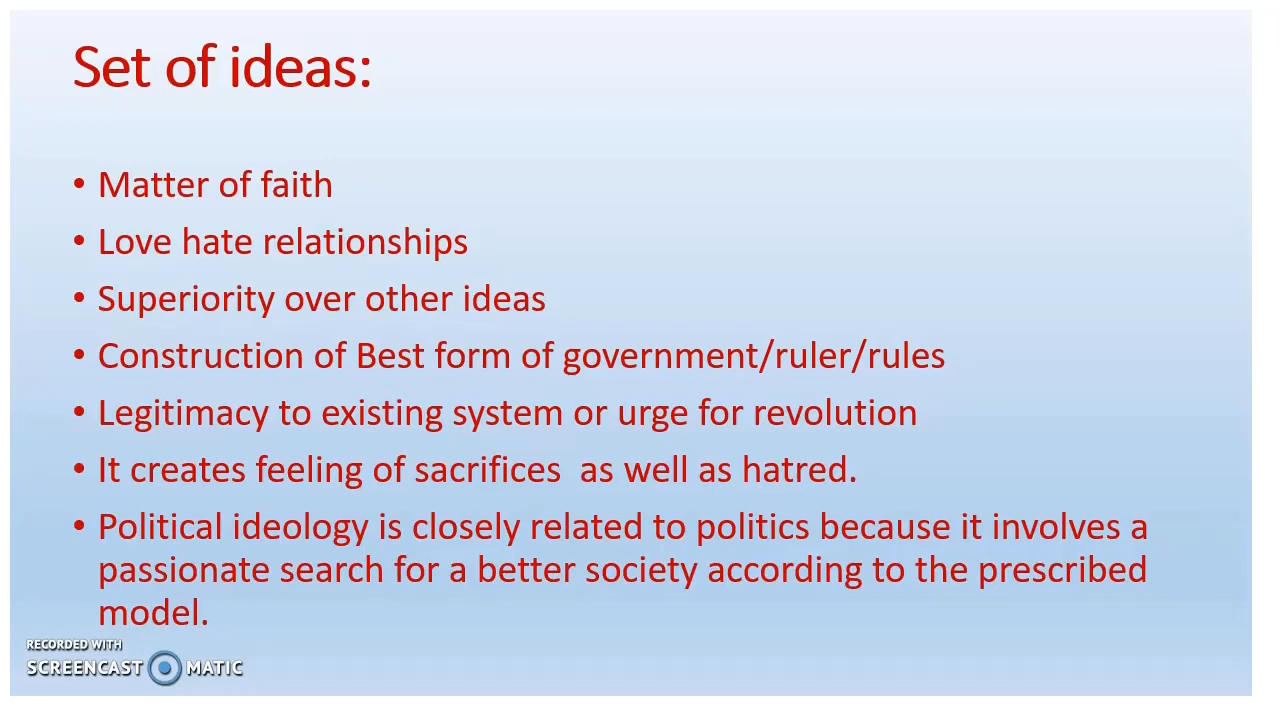 Set of ideas:
• Matter of faith
• Love hate relationships
• Superiority over other ideas
• Construction of Best form of government/ruler/rules
• Legitimacy to existing system or urge for revolution
• It creates feeling of sacrifices  as well as hatred.
• Political ideology is closely related to politics because it involves a
passionate search for a better society according to the prescribed
model.
RECORDED WITH
SCREENCAST MATIC